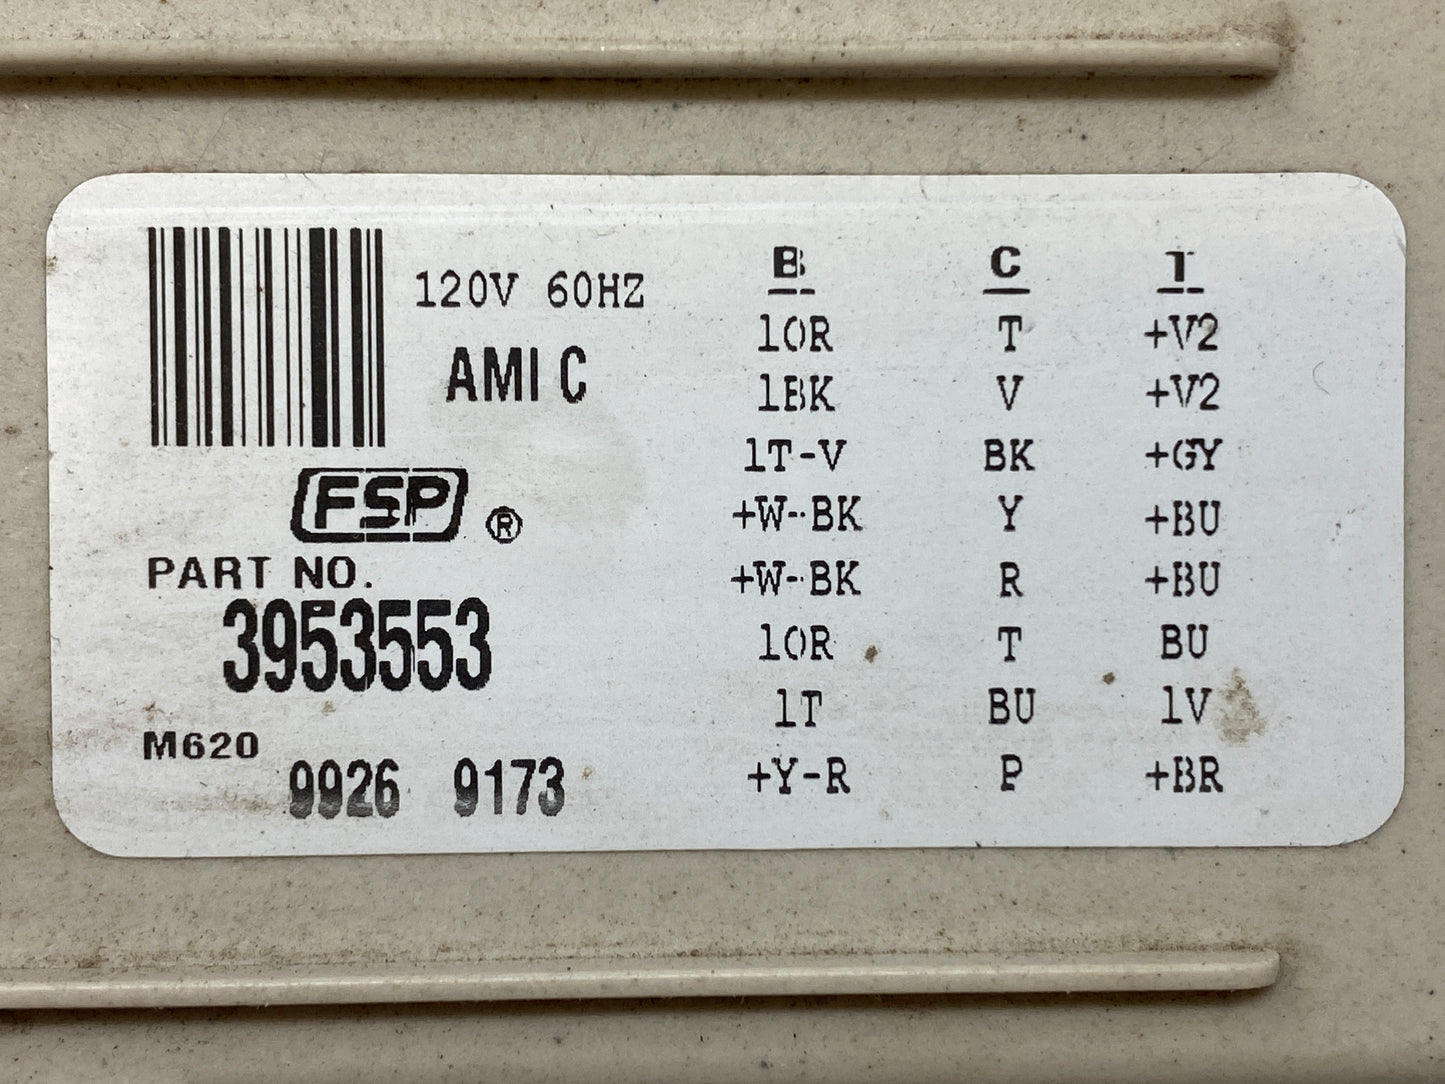 120V 60HZ
AMI C
FSP ®
PART NO.
3953553
M620
9926 9173
B C T
1OR T +V2
1BK V +V2
1T-V BK +GY
+W-BK Y +BU
+W-BK R +BU
1OR T BU
1T BU 1V
+Y-R P +BR